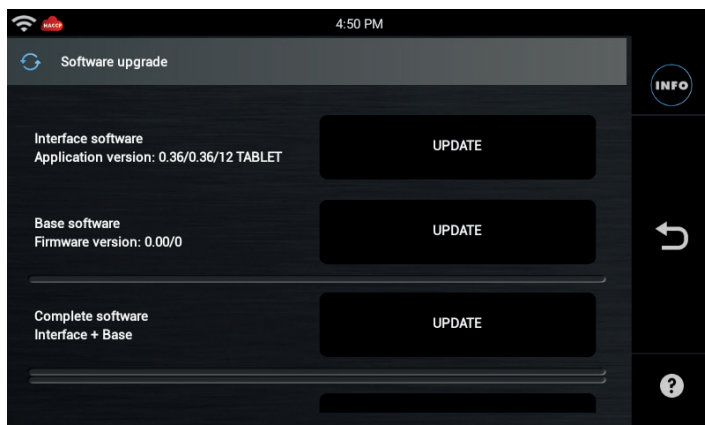 HACCP
4:50 PM
Software upgrade
INFO
Interface software
Application version: 0.36/0.36/12 TABLET
UPDATE
Base software
Firmware version: 0.00/0
UPDATE
Complete software
Interface + Base
UPDATE
?